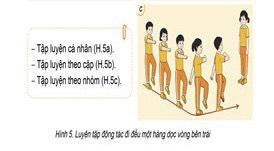 – Tập luyện cá nhân (H.5a).
– Tập luyện theo cặp (H.5b).
– Tập luyện theo nhóm (H.5c).
C
Hình 5. Luyện tập động tác đi đều một hàng dọc vòng bên trái